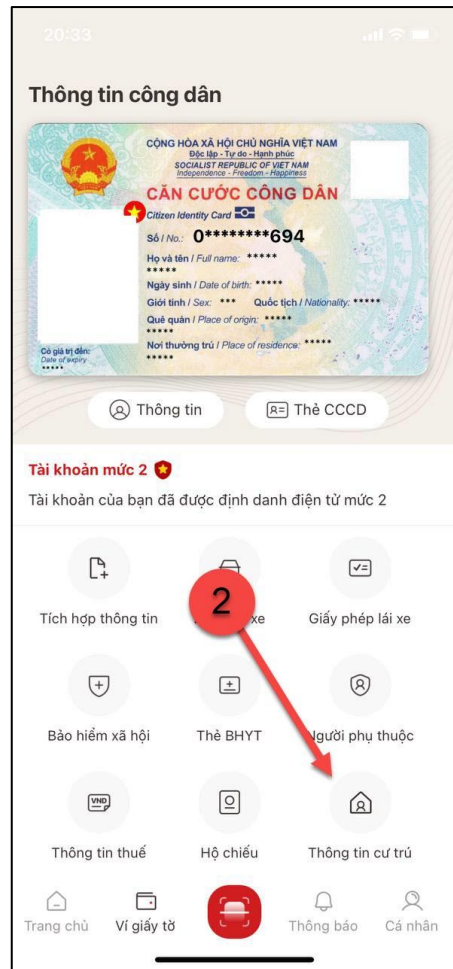 20:33
Thông tin công dân
CỘNG HÒA XÃ HỘI CHỦ NGHĨA VIỆT NAM
Độc lập - Tự do - Hạnh phúc
SOCIALIST REPUBLIC OF VIET NAM
Independence - Freedom - Happiness
CĂN CƯỚC CÔNG DÂN
Citizen Identity Card
Số / No.: 0********694
Họ và tên / Full name: *****
*****
Ngày sinh / Date of birth: *****
Giới tính / Sex: *** Quốc tịch / Nationality: *****
Quê quán / Place of origin: *****
*****
Nơi thường trú / Place of residence: *****
*****
Có giá trị đến:
Date of expiry
*****
Thông tin Thẻ CCCD
Tài khoản mức 2
Tài khoản của bạn đã được định danh điện tử mức 2
2
Tích hợp thông tin xe Giấy phép lái xe
Bảo hiểm xã hội Thẻ BHYT Người phụ thuộc
VND
Thông tin thuế Hộ chiếu Thông tin cư trú
Trang chủ Ví giấy tờ Thông báo Cá nhân